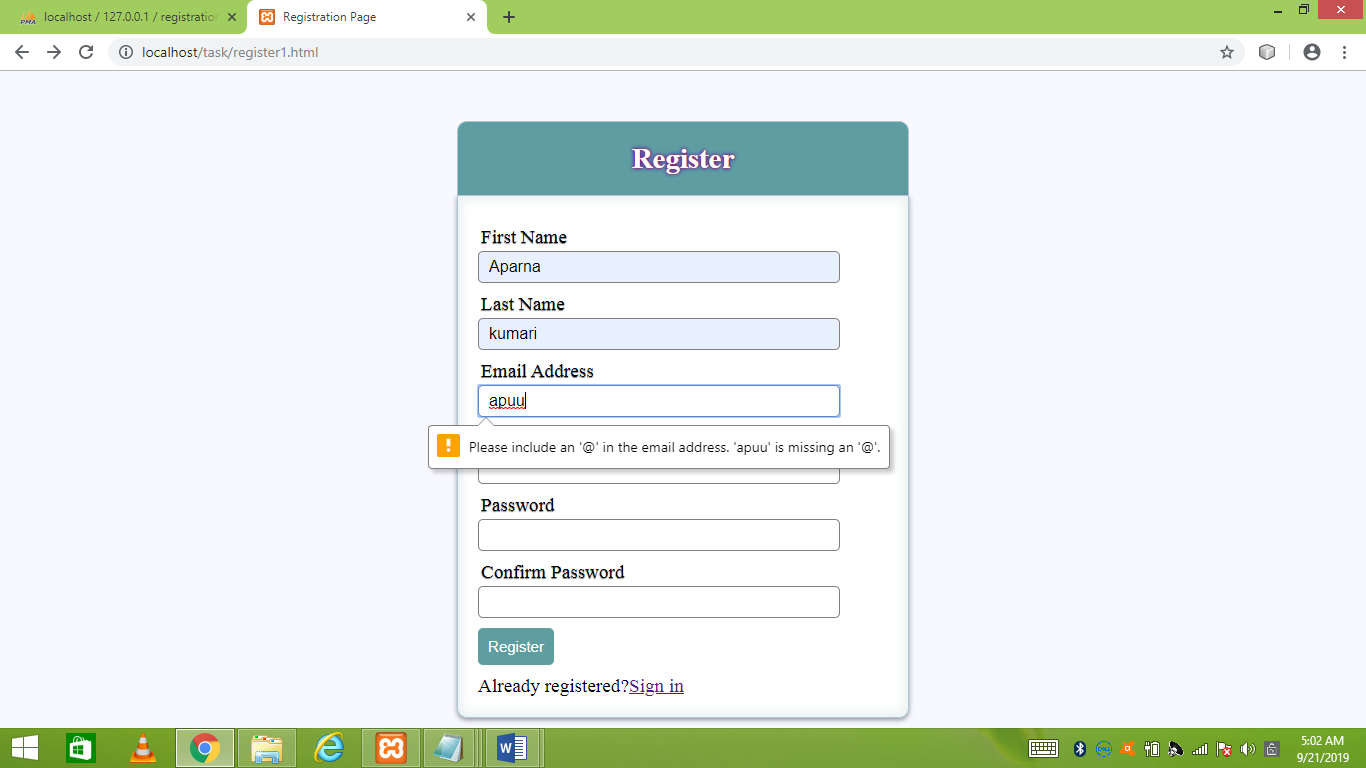 localhost / 127.0.0.1 / registration
Registration Page
localhost/task/register1.html
Register
First Name
Aparna
Last Name
kumari
Email Address
apuu
Please include an '@' in the email address. 'apuu' is missing an '@'.
Password
Confirm Password
Register
Already registered?Sign in
5:02 AM
9/21/2019